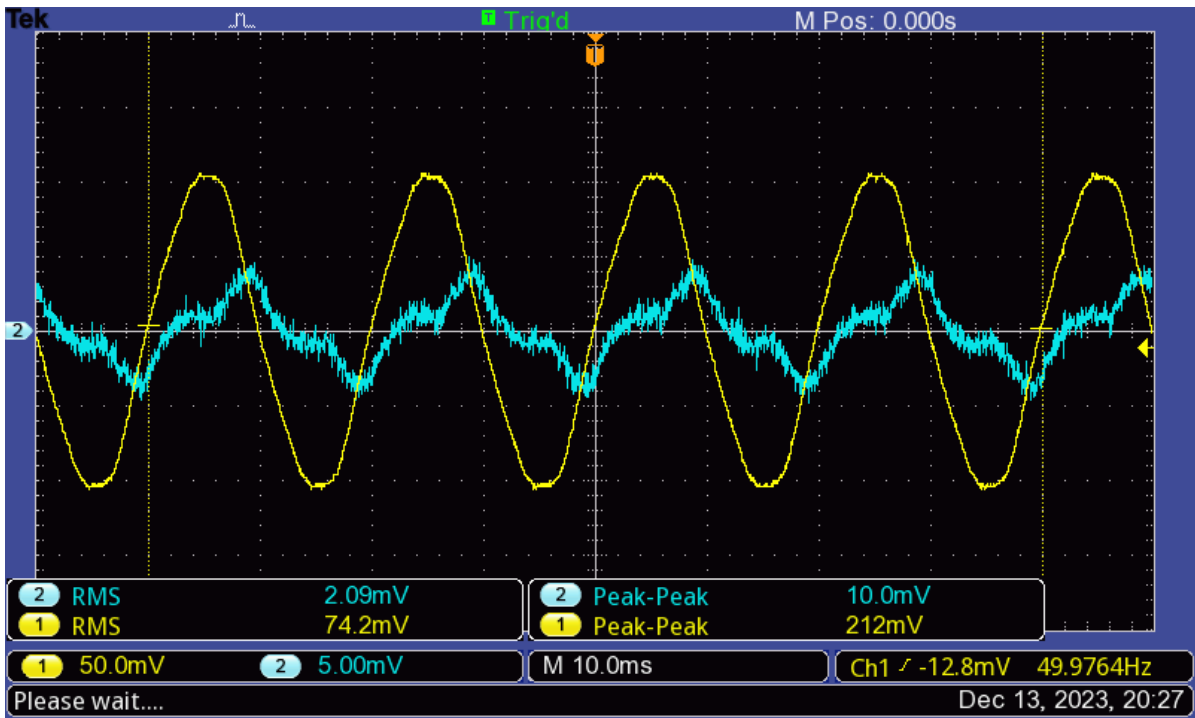 Tek T Trig'd M Pos: 0.000s
T
2
2 RMS 2.09mV 2 Peak-Peak 10.0mV
1 RMS 74.2mV 1 Peak-Peak 212mV
1 50.0mV 2 5.00mV M 10.0ms Ch1 -12.8mV 49.9764Hz
Please wait.... Dec 13, 2023, 20:27